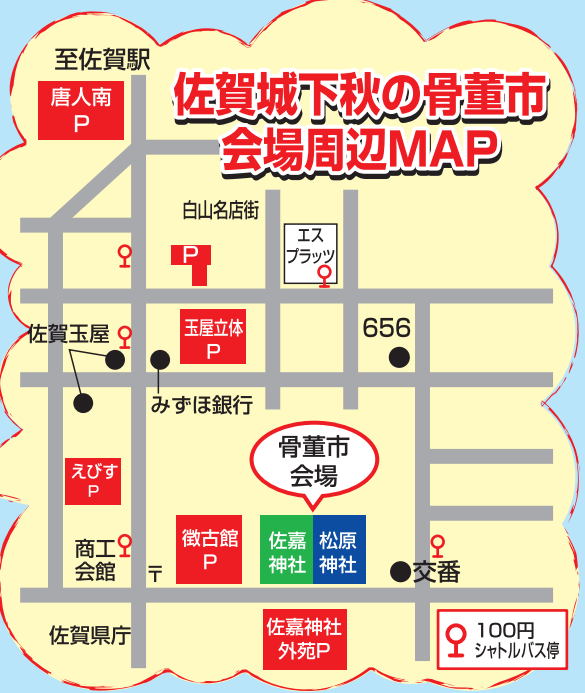 至佐賀駅
唐人南
P
佐賀城下秋の骨董市
会場周辺MAP
白山名店街
エス
プラッツ
P
佐賀玉屋
玉屋立体
P
656
みずほ銀行
骨董市
会場
えびす
P
商工
会館
〒
徴古館
P
佐嘉
神社
松原
神社
交番
佐賀県庁
佐嘉神社
外苑P
100円
シャトルバス停